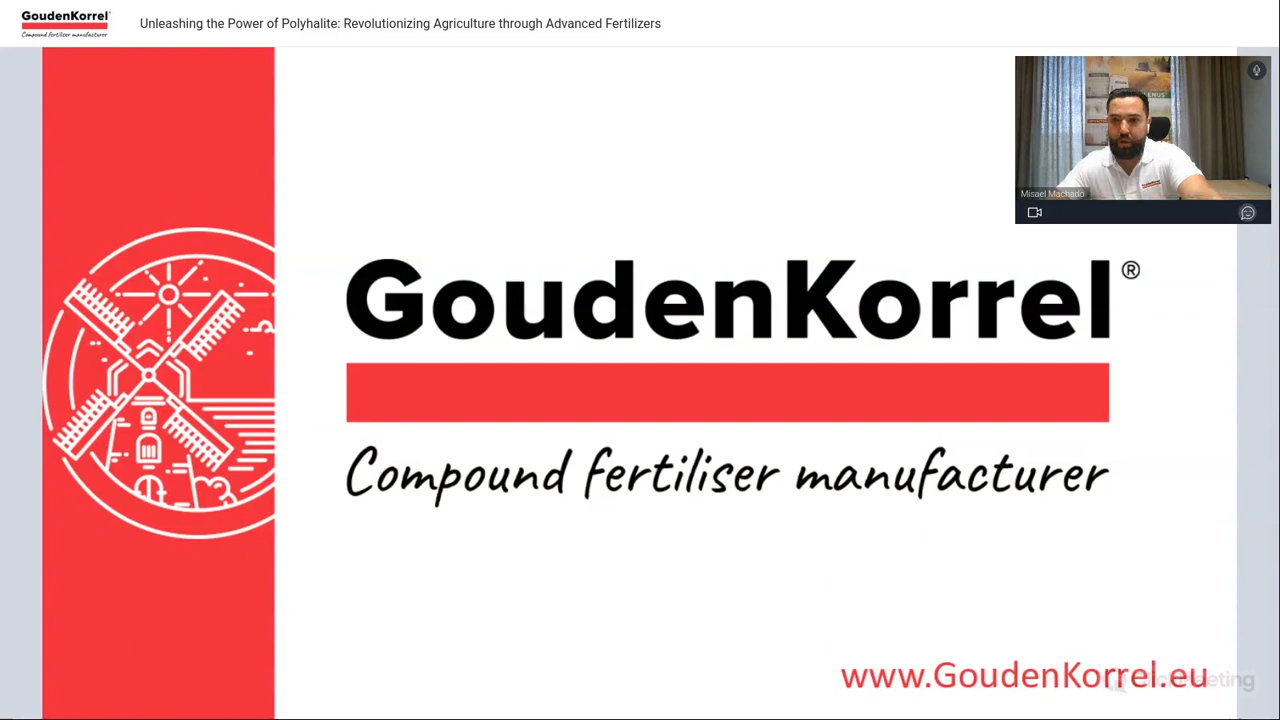 GoudenKorrel®
Compound fertiliser manufacturer
Unleashing the Power of Polyhalite: Revolutionizing Agriculture through Advanced Fertilizers
Misael Machado
GoudenKorrel®
Compound fertiliser manufacturer
www.GoudenKorrel.eu